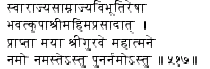 स्वाराज्यसाम्राज्यविभूतिरेषा
भवत्कृपाश्रीमहिमप्रसादात् ।
प्राप्ता मया श्रीगुरवे महात्मने
नमो नमस्तेऽस्तु पुनर्नमोऽस्तु ॥ ५१७॥